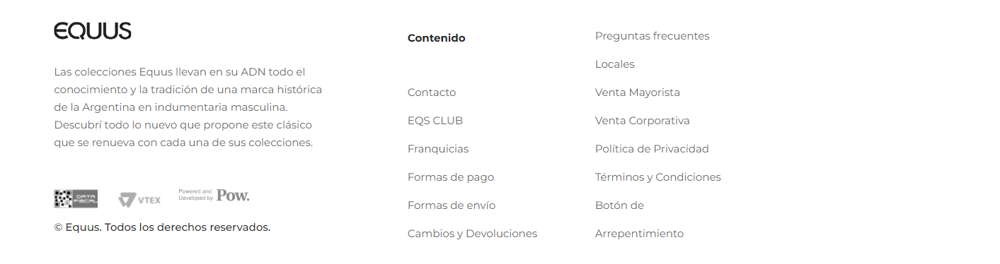 EQUUS
Las colecciones Equus llevan en su ADN todo el
conocimiento y la tradición de una marca histórica
de la Argentina en indumentaria masculina.
Descubrí todo lo nuevo que propone este clásico
que se renueva con cada una de sus colecciones.
DATA
FISCAL
VTEX
Powered and
Developed by Pow.
© Equus. Todos los derechos reservados.
Contenido
Contacto
EQS CLUB
Franquicias
Formas de pago
Formas de envío
Cambios y Devoluciones
Preguntas frecuentes
Locales
Venta Mayorista
Venta Corporativa
Política de Privacidad
Términos y Condiciones
Botón de
Arrepentimiento